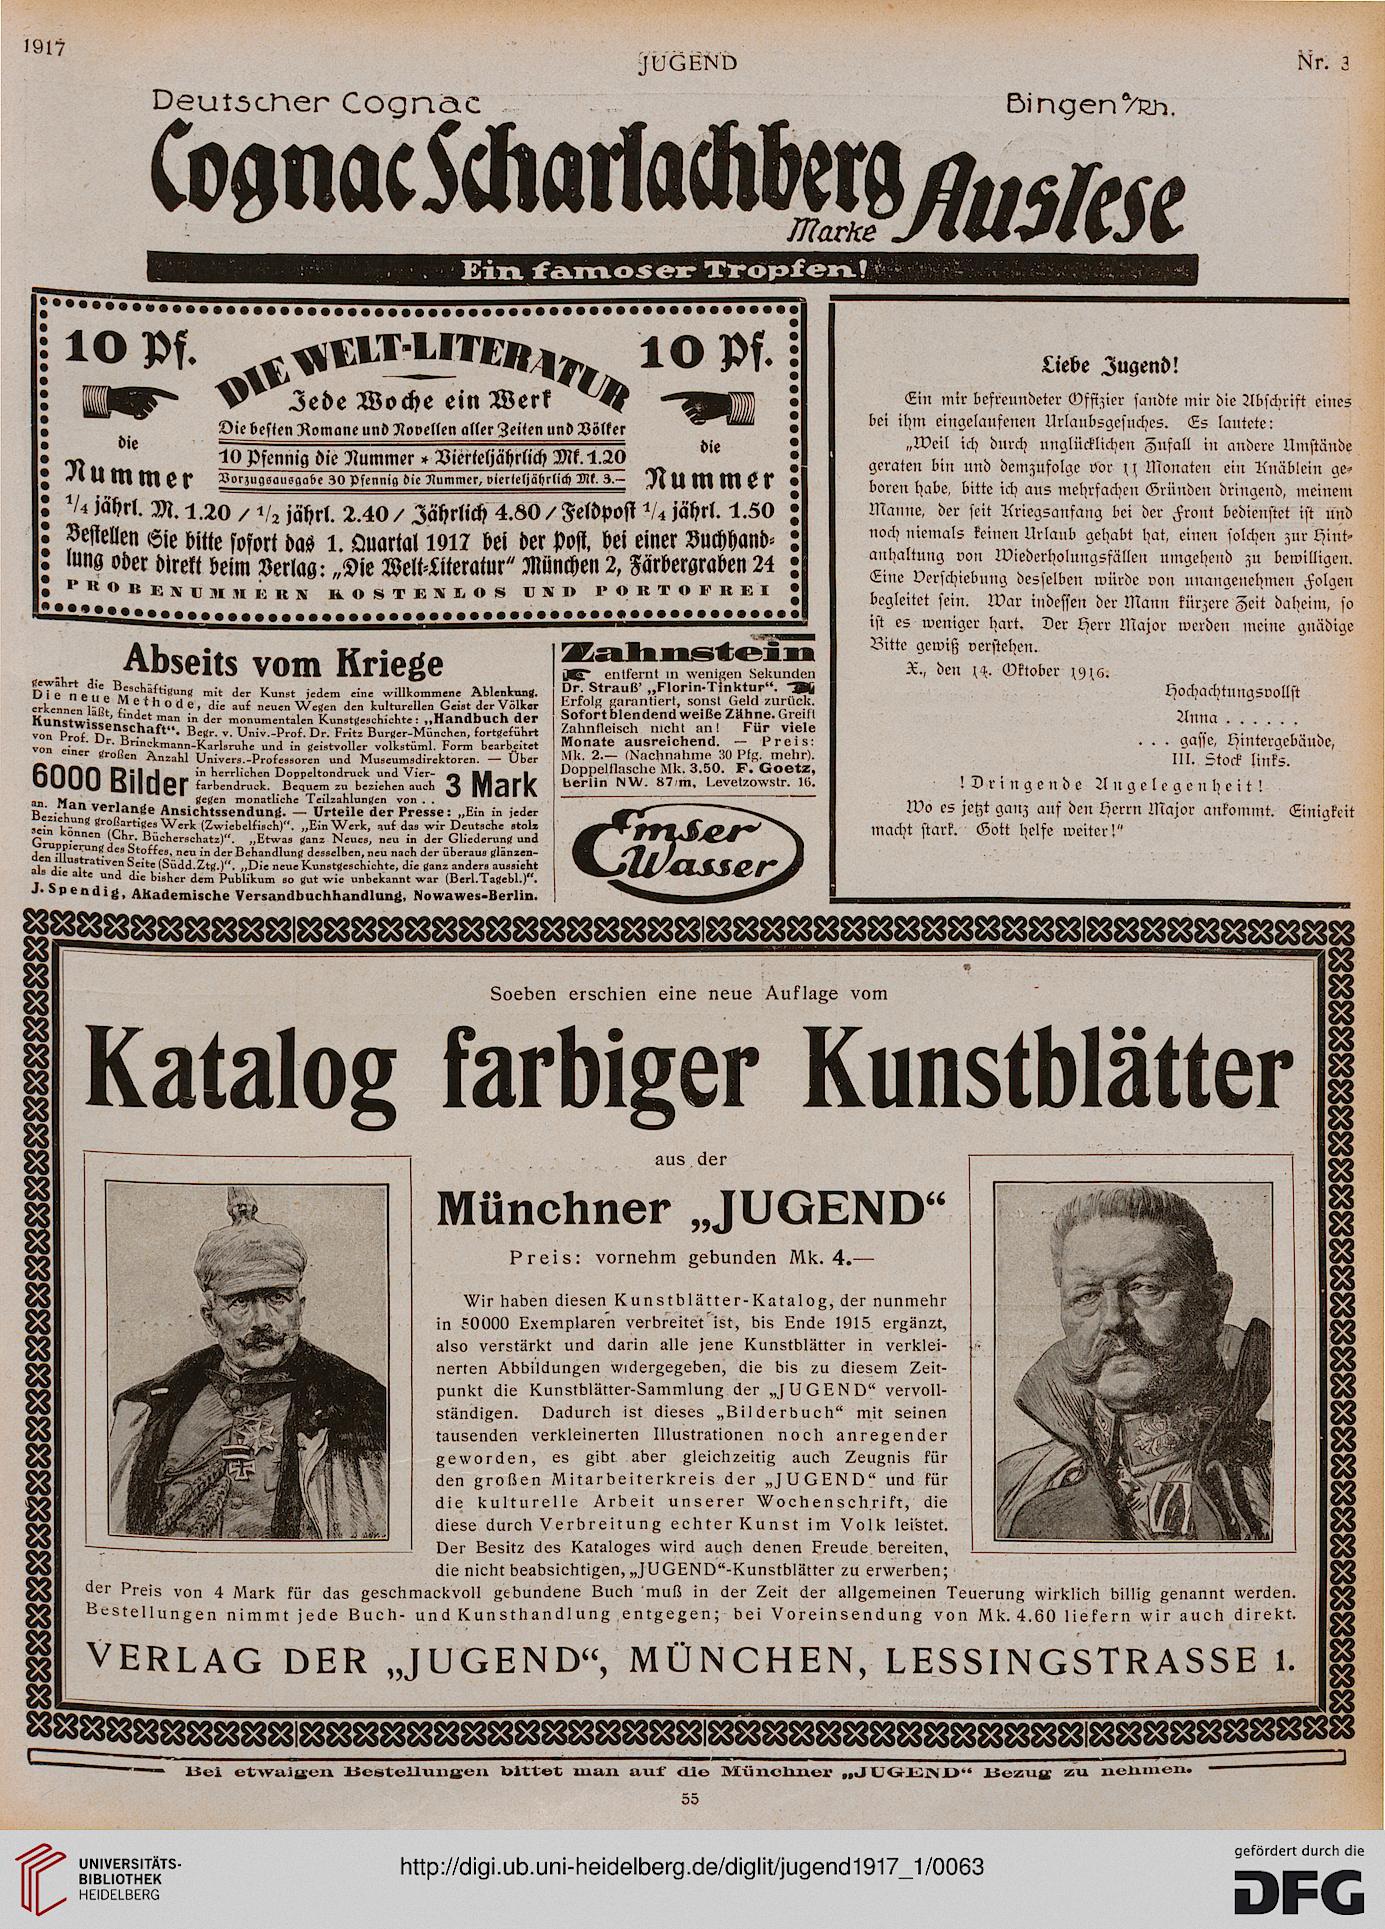 1917
JUGEND
Nr. 3
Deutscher Cognac
Bingen a/Rh.
Cognac Scharlachberg
Marke
Auslese
Ein famoser Tropfen!
10 Pf.
DIE WELT-LITERATUR
10 Pf.
Jede Woche ein Werk
die
Nummer
Die besten Romane und Novellen aller Zeiten und Völker
10 Pfennig die Nummer * Vierteljährlich Mk. 1.20
Vorzugsausgabe 30 Pfennig die Nummer, vierteljährlich Mk. 3.—
die
Nummer
1/4 jährl. M. 1.20 / 1/2 jährl. 2.40 / Jährlich 4.80 / Feldpost 1/4 jährl. 1.50
Bestellen Sie bitte sofort das 1. Quartal 1917 bei der Post, bei einer Buchhand-
lung oder direkt beim Verlag: „Die Welt-Literatur“ München 2, Färbergraben 24
PROBENUMMERN KOSTENLOS UND PORTOFREI
Abseits vom Kriege
gewährt die Beschäftigung mit der Kunst jedem eine willkommene Ablenkung.
Die neue Methode, die auf neuen Wegen den kulturellen Geist der Völker
erkennen läßt, findet man in der monumentalen Kunstgeschichte: „Handbuch der
Kunstwissenschaft“. Begr. v. Univ.-Prof. Dr. Fritz Burger-München, fortgeführt
von Prof. Dr. Brinckmann-Karlsruhe und in geistvoller volkstüml. Form bearbeitet
von einer großen Anzahl Univers.-Professoren und Museumsdirektoren. — Über
6000 Bilder in herrlichen Doppeltondruck und Vier-
farbendruck. Bequem zu beziehen auch 3 Mark
gegen monatliche Teilzahlungen von . .
an. Man verlange Ansichtssendung. — Urteile der Presse: „Ein in jeder
Beziehung großartiges Werk (Zwiebelfisch)“. „Ein Werk, auf das wir Deutsche stolz
sein können (Chr. Bücherschatz)“. „Etwas ganz Neues, neu in der Gliederung und
Gruppierung des Stoffes, neu in der Behandlung desselben, neu nach der überaus glänzen-
den illustrativen Seite (Südd. Ztg.)“. „Die neue Kunstgeschichte, die ganz anders aussieht
als die alte und die bisher dem Publikum so gut wie unbekannt war (Berl. Tagebl.)“.
J. Spendig, Akademische Versandbuchhandlung, Nowawes-Berlin.
Zahnstein
entfernt in wenigen Sekunden
Dr. Strauß' „Florin-Tinktur“.
Erfolg garantiert, sonst Geld zurück.
Sofort blendend weiße Zähne. Greift
Zahnfleisch nicht an! Für viele
Monate ausreichend. — Preis:
Mk. 2.— (Nachnahme 30 Pfg. mehr).
Doppelflasche Mk. 3.50. F. Goetz,
Berlin NW. 87/m, Levetzowstr. 16.
Emser
Wasser
Liebe Jugend!
Ein mir befreundeter Offizier sandte mir die Abschrift eines
bei ihm eingelaufenen Urlaubsgesuches. Es lautete:
„Weil ich durch unglücklichen Zufall in andere Umstände
geraten bin und demzufolge vor 11 Monaten ein Knäblein ge-
boren habe, bitte ich aus mehrfachen Gründen dringend, meinem
Manne, der seit Kriegsanfang bei der Front bedienstet ist und
noch niemals keinen Urlaub gehabt hat, einen solchen zur Hint-
anhaltung von Wiederholungsfällen umgehend zu bewilligen.
Eine Verschiebung desselben würde von unangenehmen Folgen
begleitet sein. War indessen der Mann kürzere Zeit daheim, so
ist es weniger hart. Der Herr Major werden meine gnädige
Bitte gewiß verstehen.
X., den 14. Oktober 1916.
Hochachtungsvollst
Anna . . . . . .
. . . gasse, Hintergebäude,
III. Stock links.
!Dringende Angelegenheit!
Wo es jetzt ganz auf den Herrn Major ankommt. Einigkeit
macht stark. Gott helfe weiter!“
Soeben erschien eine neue Auflage vom
Katalog farbiger Kunstblätter
aus der
Münchner „JUGEND“
Preis: vornehm gebunden Mk. 4.—
Wir haben diesen Kunstblätter-Katalog, der nunmehr
in 50000 Exemplaren verbreitet ist, bis Ende 1915 ergänzt,
also verstärkt und darin alle jene Kunstblätter in verklei-
nerten Abbildungen widergegeben, die bis zu diesem Zeit-
punkt die Kunstblätter-Sammlung der „JUGEND“ vervoll-
ständigen. Dadurch ist dieses „Bilderbuch“ mit seinen
tausenden verkleinerten Illustrationen noch anregender
geworden, es gibt aber gleichzeitig auch Zeugnis für
den großen Mitarbeiterkreis der „JUGEND“ und für
die kulturelle Arbeit unserer Wochenschrift, die
diese durch Verbreitung echter Kunst im Volk leistet.
Der Besitz des Kataloges wird auch denen Freude bereiten,
die nicht beabsichtigen, „JUGEND“-Kunstblätter zu erwerben;
der Preis von 4 Mark für das geschmackvoll gebundene Buch muß in der Zeit der allgemeinen Teuerung wirklich billig genannt werden.
Bestellungen nimmt jede Buch- und Kunsthandlung entgegen; bei Voreinsendung von Mk. 4.60 liefern wir auch direkt.
VERLAG DER „JUGEND“, MÜNCHEN, LESSINGSTRASSE 1.
Bei etwaigen Bestellungen bittet man auf die Münchner „JUGEND“ Bezug zu nehmen.
55
UNIVERSITÄTS-
BIBLIOTHEK
HEIDELBERG
http://digi.ub.uni-heidelberg.de/diglit/jugend1917_1/0063
gefördert durch die
DFG